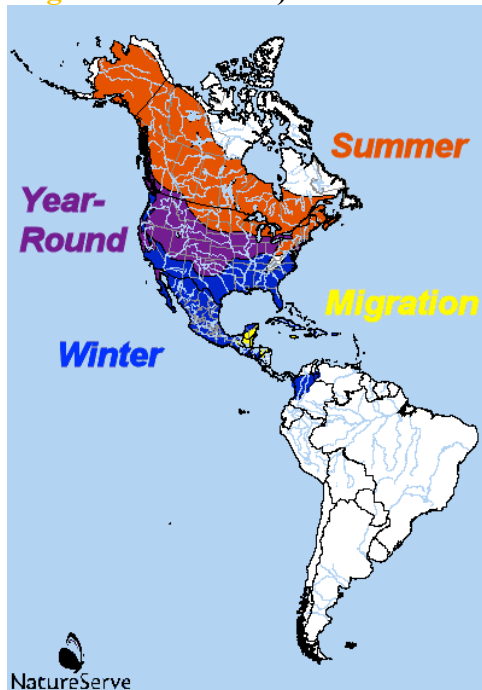 Summer
Year-
Round
Migration
Winter
NatureServe